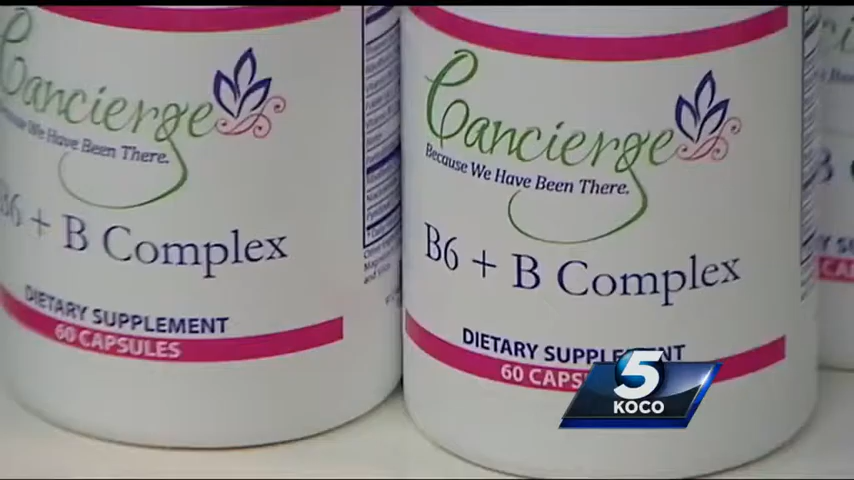 Cancierge
Because We Have Been There.
B6 + B Complex
DIETARY SUPPLEMENT
60 CAPSULES
Cancierge
Because We Have Been There.
B6 + B Complex
DIETARY SUPPLEMENT
60 CAPS
5
KOCO